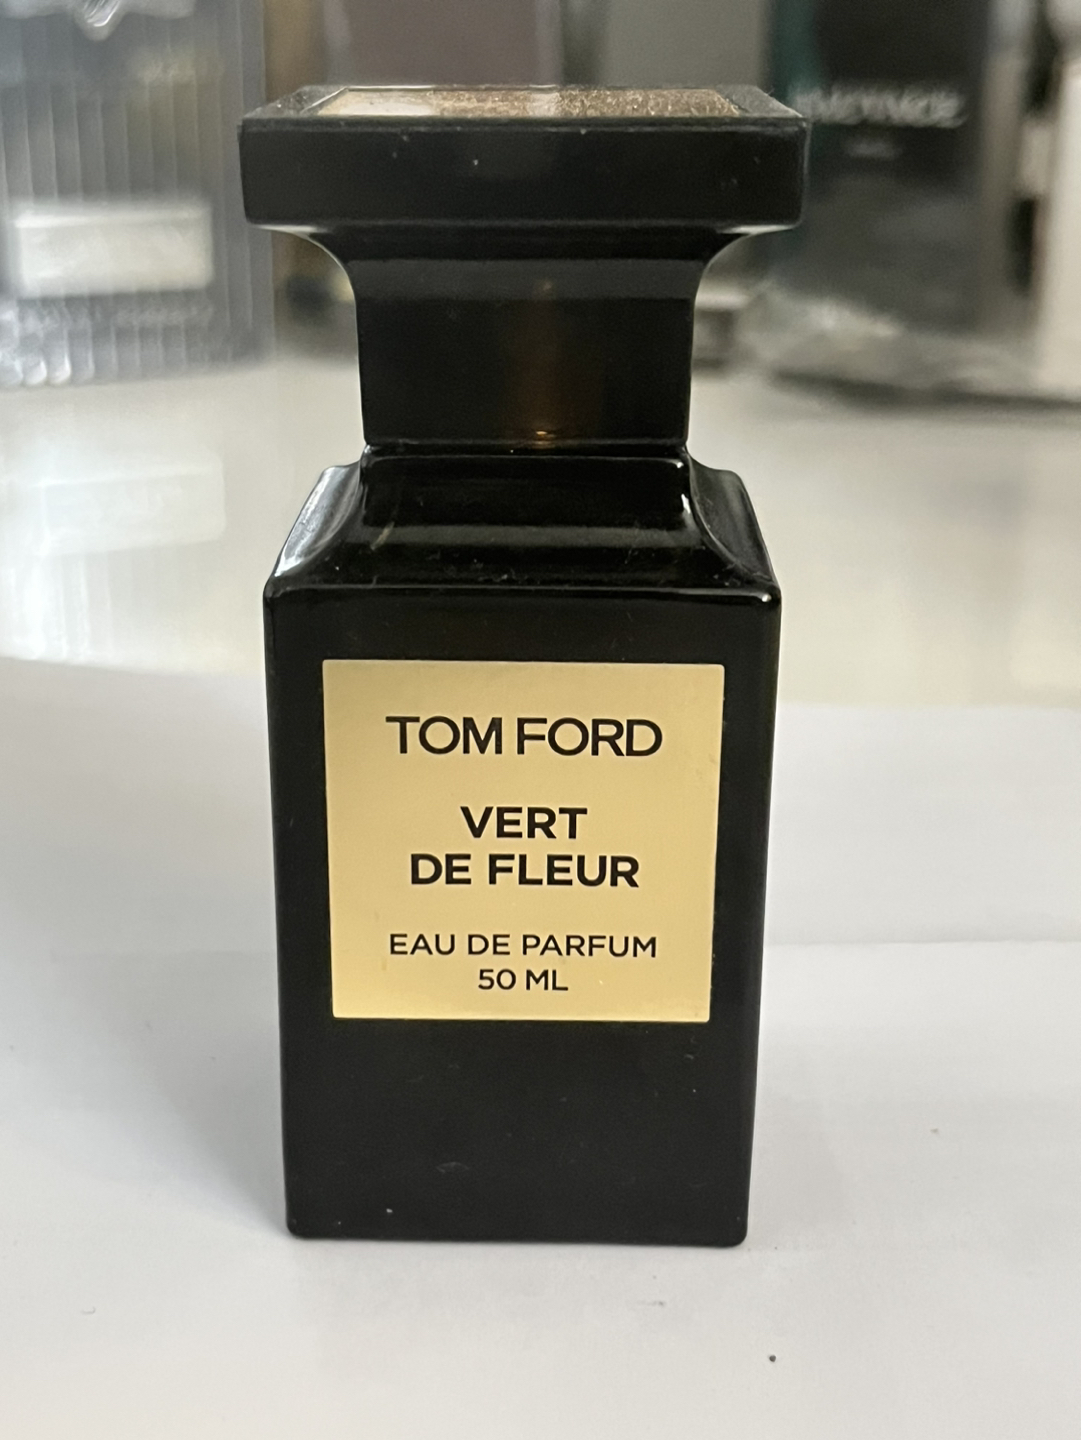 TOM FORD
VERT
DE FLEUR
EAU DE PARFUM
50 ML